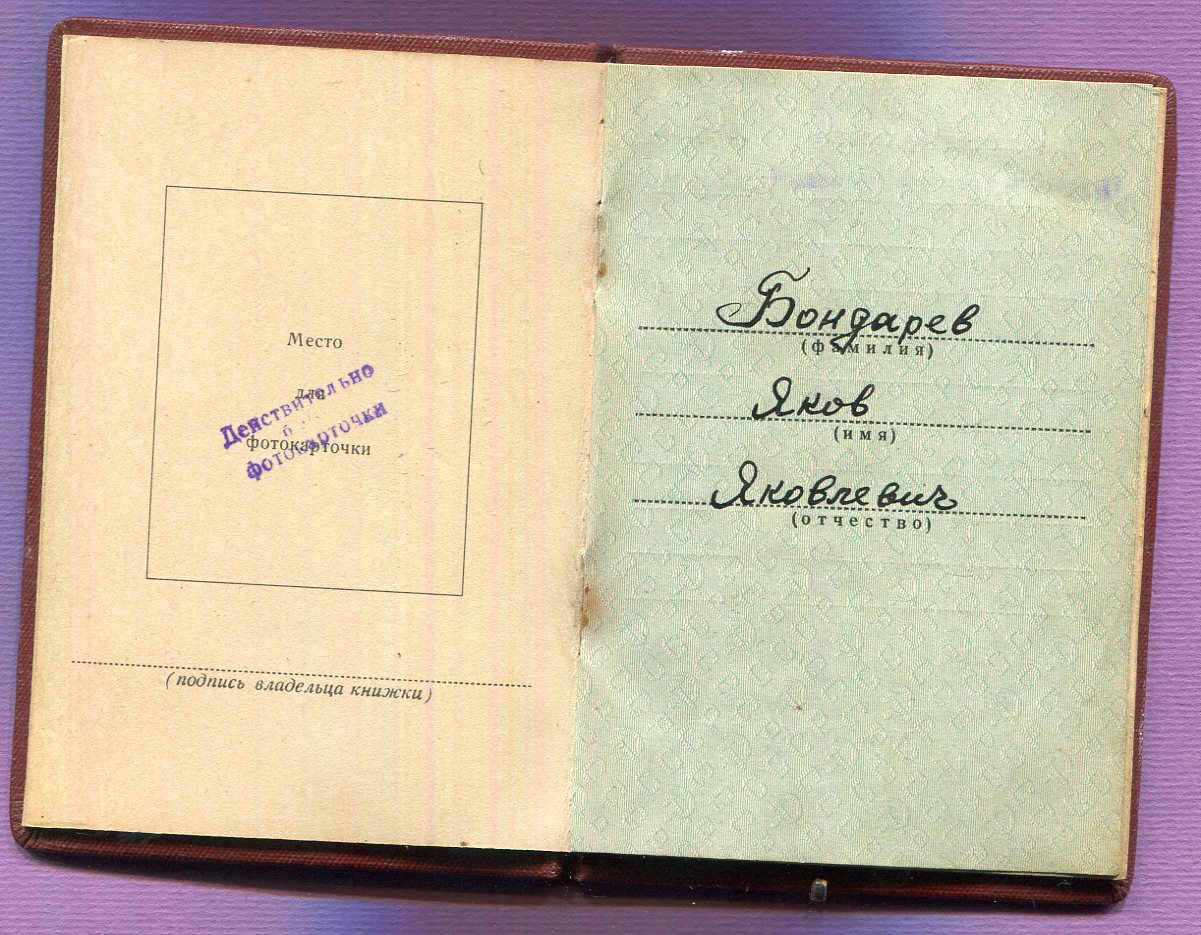 Место
для
фотокарточки
Действительно
фотокарточки
(подпись владельца книжки)
Бондарев
(фамилия)
Яков
(имя)
Яковлевич
(отчество)